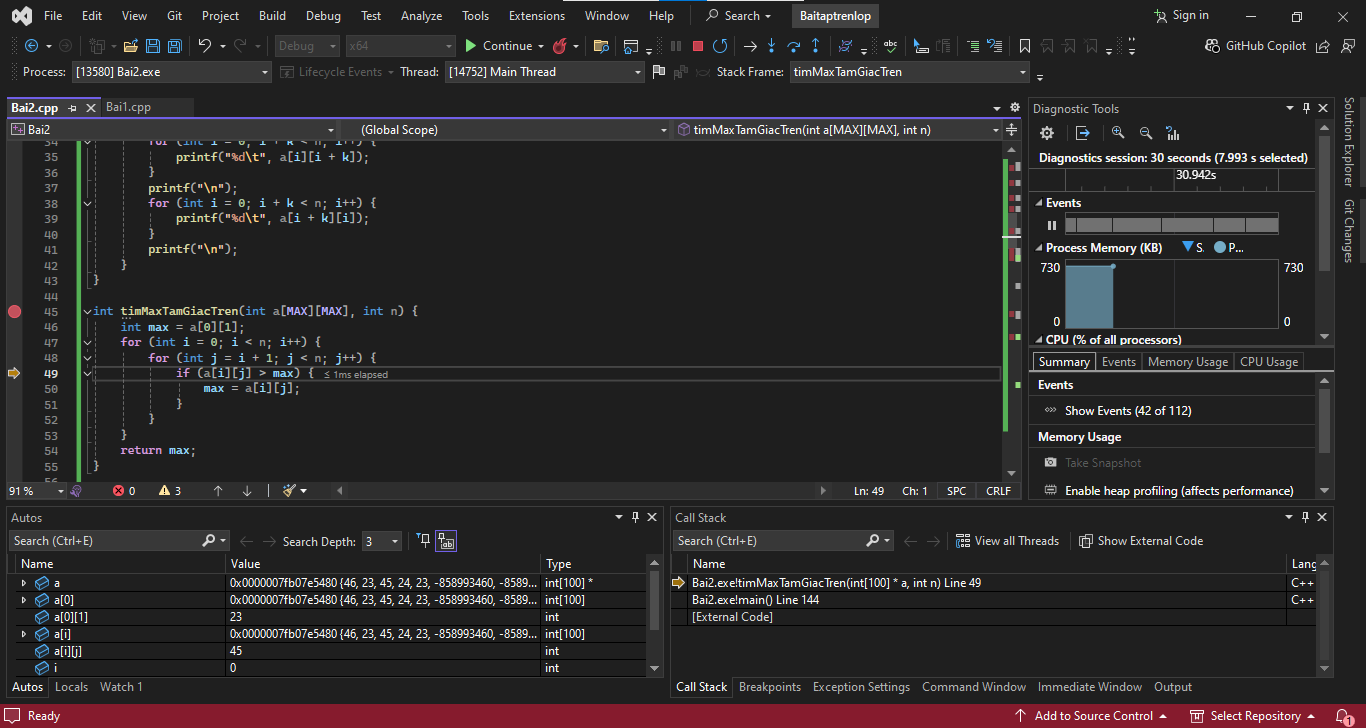 File Edit View Git Project Build Debug Test Analyze Tools Extensions Window Help Search Baitaptrenlop Sign in
Debug x64 Continue GitHub Copilot
Process: [13580] Bai2.exe Lifecycle Events Thread: [14752] Main Thread Stack Frame: timMaxTamGiacTren
Bai2.cpp Bai1.cpp
Bai2 (Global Scope) timMaxTamGiacTren(int a[MAX][MAX], int n)
34 for (int i = 0; i + k < n; i++) {
35 printf("%d\t", a[i][i + k]);
36 }
37 printf("\n");
38 for (int i = 0; i + k < n; i++) {
39 printf("%d\t", a[i + k][i]);
40 }
41 printf("\n");
42 }
43 }
44
45 int timMaxTamGiacTren(int a[MAX][MAX], int n) {
46 int max = a[0][1];
47 for (int i = 0; i < n; i++) {
48 for (int j = i + 1; j < n; j++) {
49 if (a[i][j] > max) { ≤ 1ms elapsed
50 max = a[i][j];
51 }
52 }
53 }
54 return max;
55 }
56
91 % 0 3 Ln: 49 Ch: 1 SPC CRLF
Diagnostic Tools
Diagnostics session: 30 seconds (7.993 s selected)
30.942s
Events
Process Memory (KB) S. P...
730 730
0 0
CPU (% of all processors)
Summary Events Memory Usage CPU Usage
Events
Show Events (42 of 112)
Memory Usage
Take Snapshot
Enable heap profiling (affects performance)
Solution Explorer
Git Changes
Autos
Search (Ctrl+E) Search Depth: 3
Name Value Type
a 0x0000007fb07e5480 {46, 23, 45, 24, 23, -858993460, -8589... int[100] *
a[0] 0x0000007fb07e5480 {46, 23, 45, 24, 23, -858993460, -8589... int[100]
a[0][1] 23 int
a[i] 0x0000007fb07e5480 {46, 23, 45, 24, 23, -858993460, -8589... int[100]
a[i][j] 45 int
i 0 int
Autos Locals Watch 1
Call Stack
Search (Ctrl+E) View all Threads Show External Code
Name Lang
Bai2.exe!timMaxTamGiacTren(int[100] * a, int n) Line 49 C++
Bai2.exe!main() Line 144 C++
[External Code]
Call Stack Breakpoints Exception Settings Command Window Immediate Window Output
Ready Add to Source Control Select Repository 1